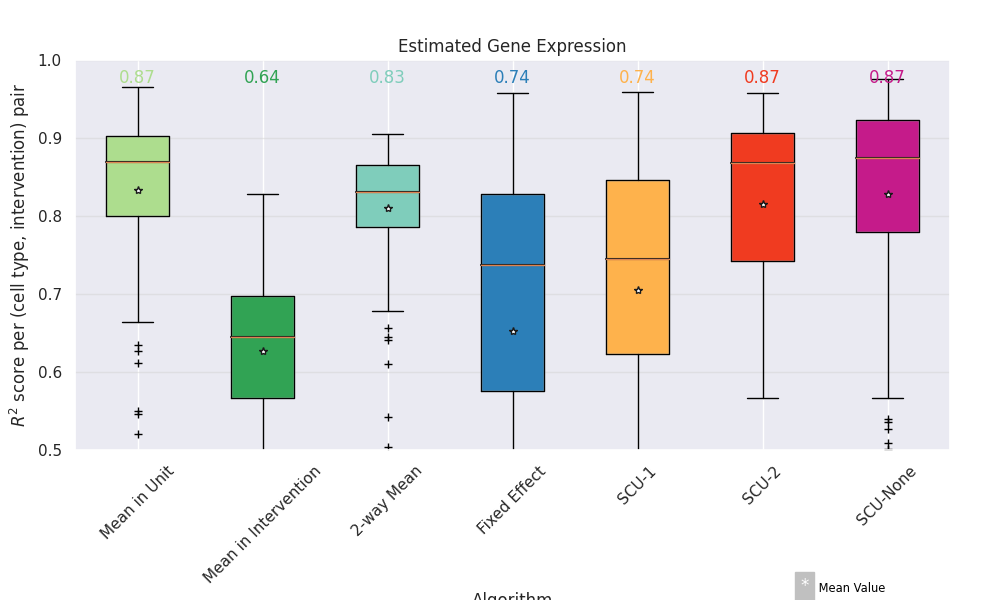 Estimated Gene Expression
R² score per (cell type, intervention) pair
1.0
0.9
0.8
0.7
0.6
0.5
0.87
0.64
0.83
0.74
0.74
0.87
0.87
Mean in Unit
Mean in Intervention
2-way Mean
Fixed Effect
SCU-1
SCU-2
SCU-None
Algorithm
* Mean Value